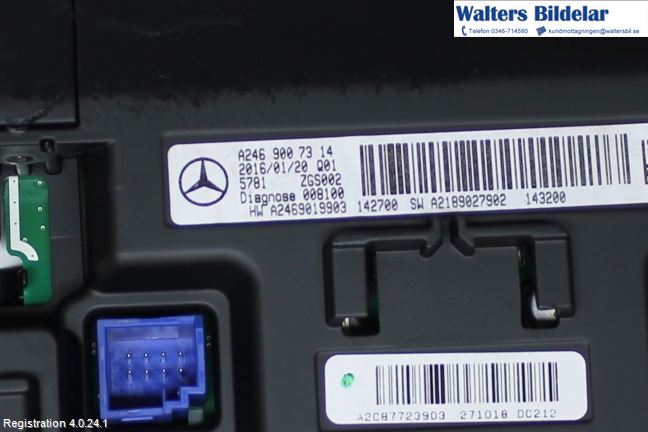 Walters Bildelar
Telefon 0346-714580 kundmottagningen@waltersbil.se
A246 900 73 14
2016/01/20 Q01
5781 ZGS002
Diagnose 008100
HW A2469019903 142700 SW A2189027902 143200
A2C87723903 271018 DC212
Registration 4.0.24.1